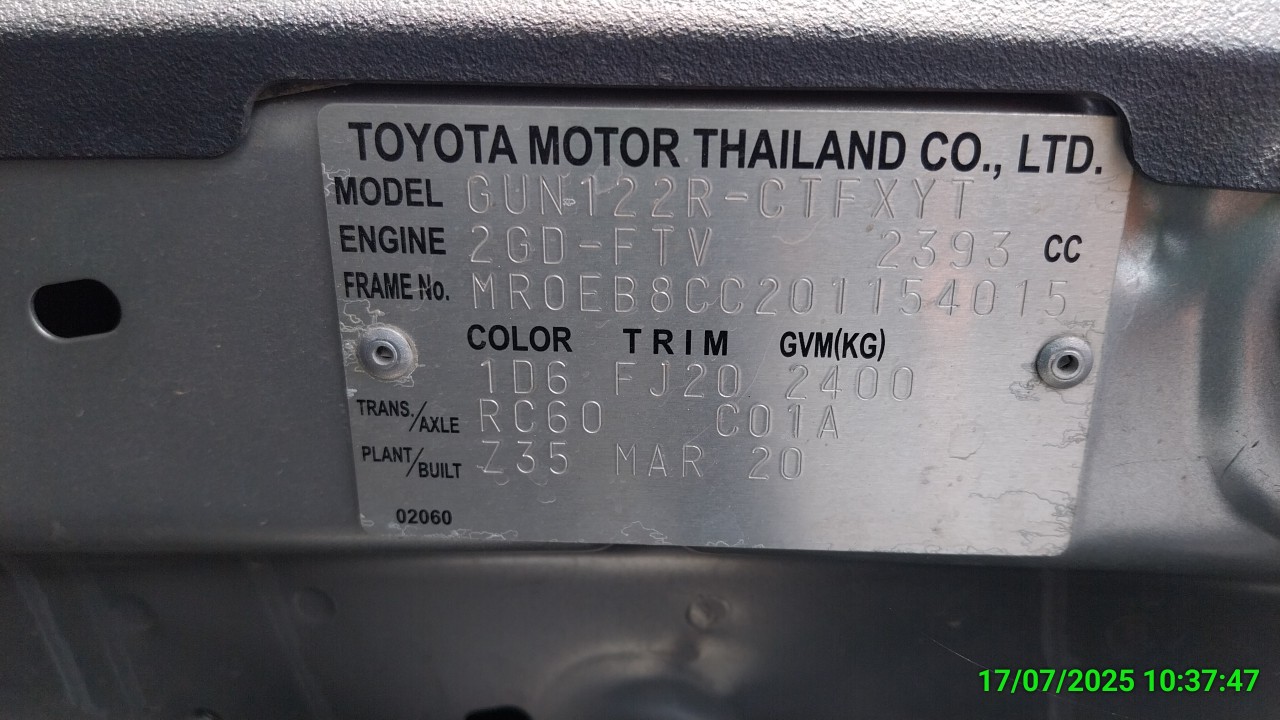 TOYOTA MOTOR THAILAND CO., LTD.
MODEL GUN122R-CTFXYT
ENGINE 2GD-FTV 2393 CC
FRAME No. MR0EB8CC201154015
COLOR TRIM GVM(KG)
1D6 FJ20 2400
TRANS./AXLE RC60 C01A
PLANT/BUILT Z35 MAR 20
02060
17/07/2025 10:37:47